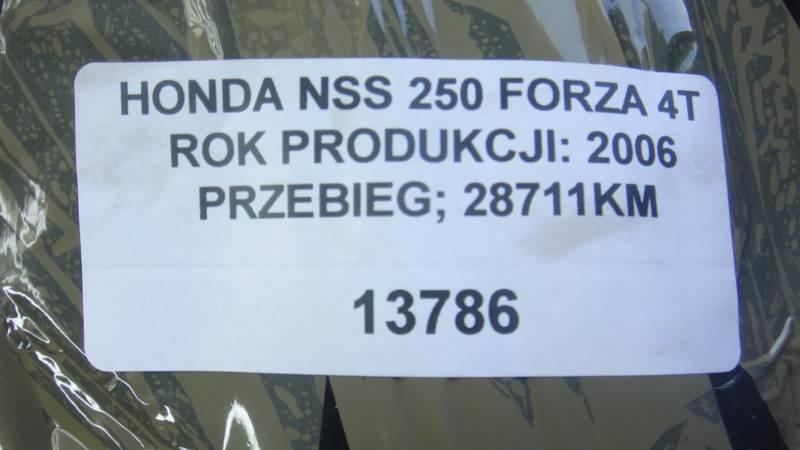 HONDA NSS 250 FORZA 4T
ROK PRODUKCJI: 2006
PRZEBIEG; 28711KM
13786